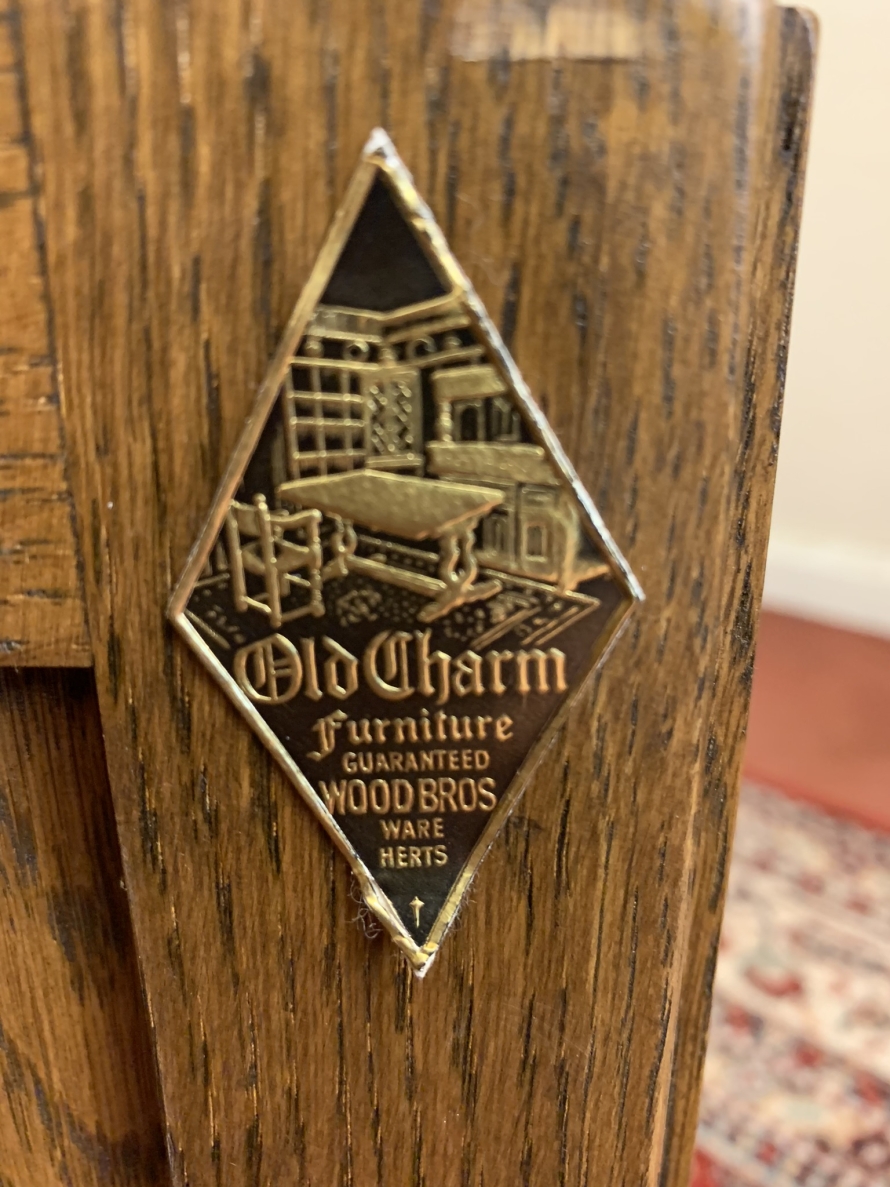 Old Charm
Furniture
GUARANTEED
WOOD BROS
WARE
HERTS